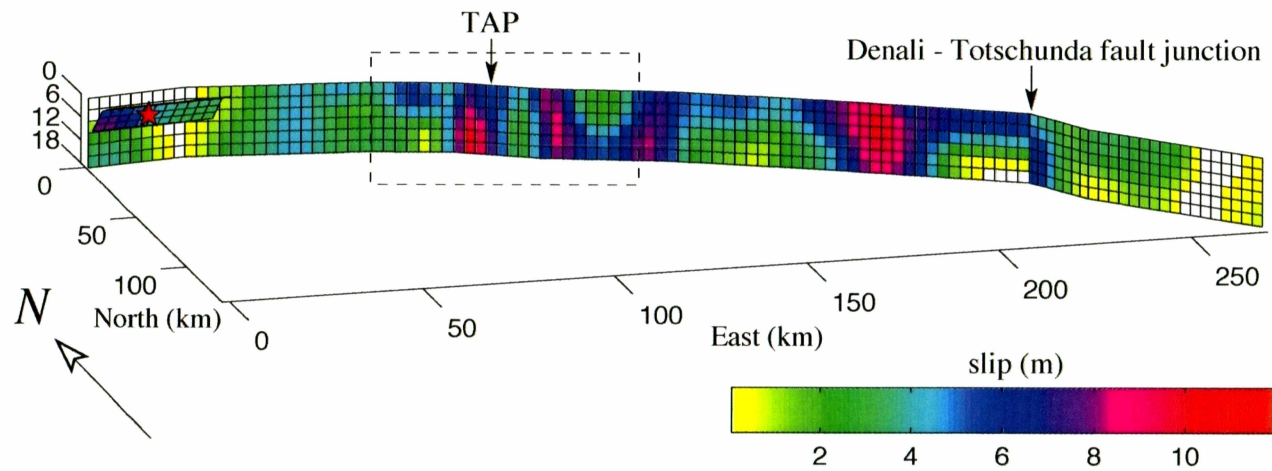 TAP
Denali - Totschunda fault junction
0
6
12
18
0
50
100
North (km)
N
0
50
100
150
200
250
East (km)
slip (m)
2 4 6 8 10